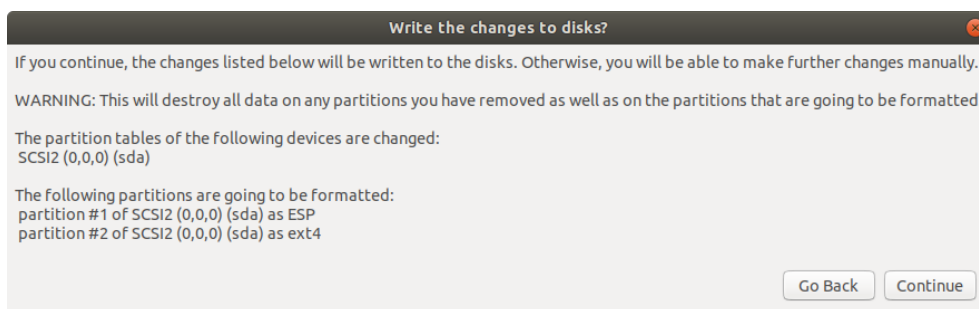 Write the changes to disks?
If you continue, the changes listed below will be written to the disks. Otherwise, you will be able to make further changes manually.
WARNING: This will destroy all data on any partitions you have removed as well as on the partitions that are going to be formatted
The partition tables of the following devices are changed:
SCSI2 (0,0,0) (sda)
The following partitions are going to be formatted:
partition #1 of SCSI2 (0,0,0) (sda) as ESP
partition #2 of SCSI2 (0,0,0) (sda) as ext4
Go Back
Continue